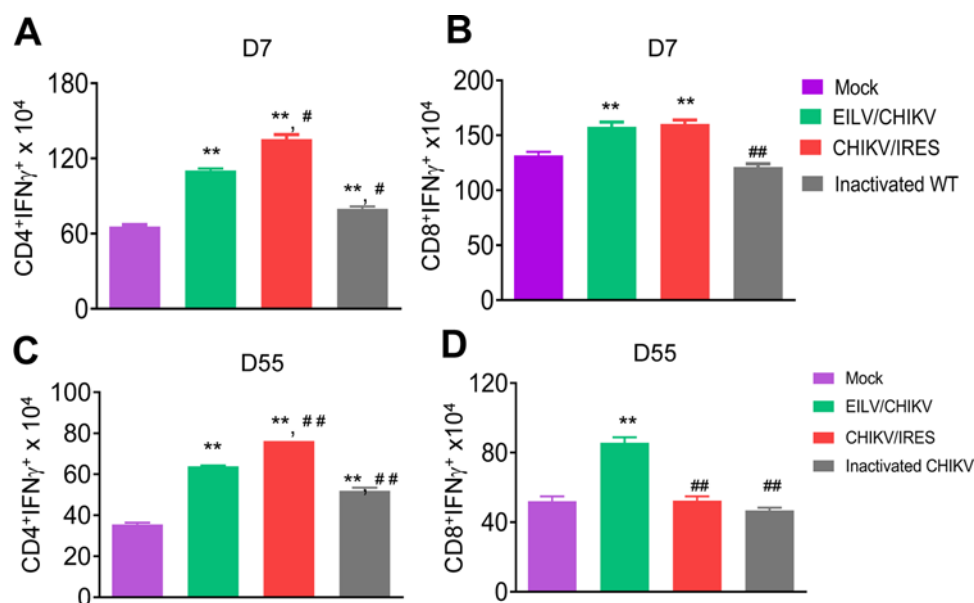 A
D7
CD4⁺IFNγ⁺ x 10⁴
180
120
60
0
**
**, #
**, #
B
D7
CD8⁺IFNγ⁺ x10⁴
200
150
100
50
0
**
**
##
Mock
EILV/CHIKV
CHIKV/IRES
Inactivated WT
C
D55
CD4⁺IFNγ⁺ x 10⁴
100
80
60
40
20
0
**
**, ##
**, ##
D
D55
CD8⁺IFNγ⁺ x10⁴
120
80
40
0
**
##
##
Mock
EILV/CHIKV
CHIKV/IRES
Inactivated CHIKV